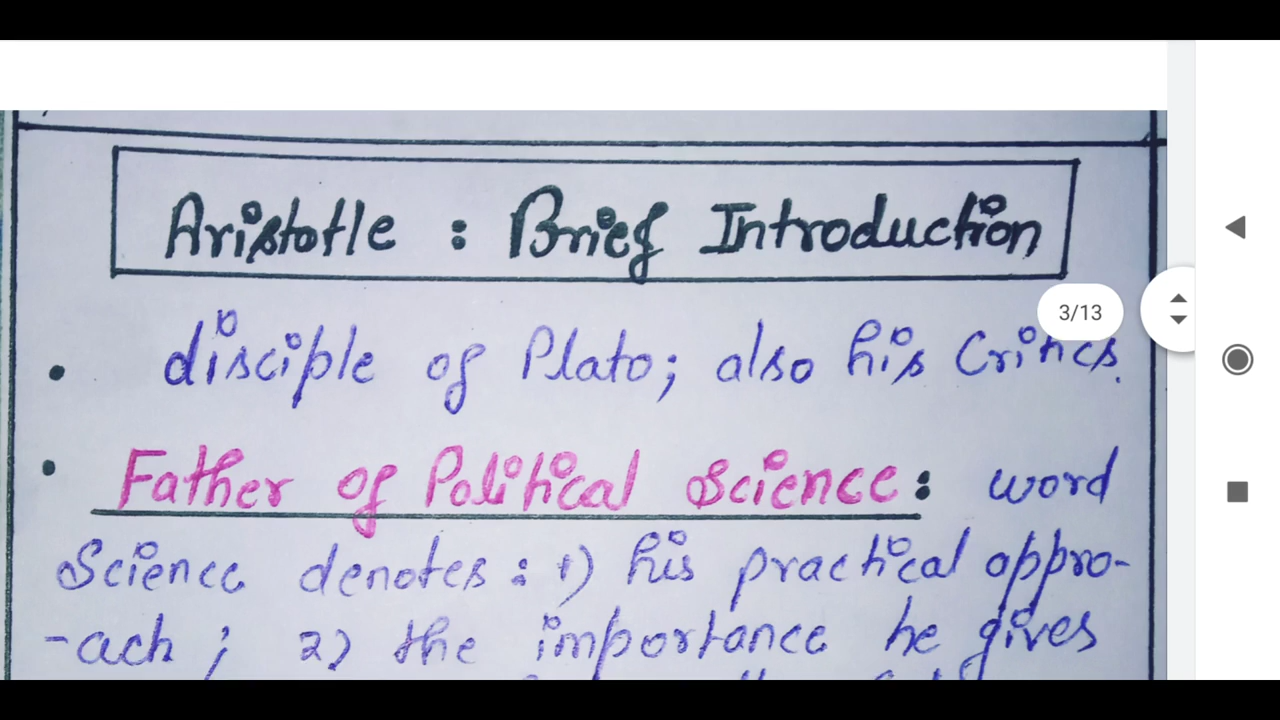 Aristotle : Brief Introduction
3/13
• disciple of Plato; also his Critics.
• Father of Political Science: word
Science denotes: 1) his practical appro-
-ach; 2) the importance he gives